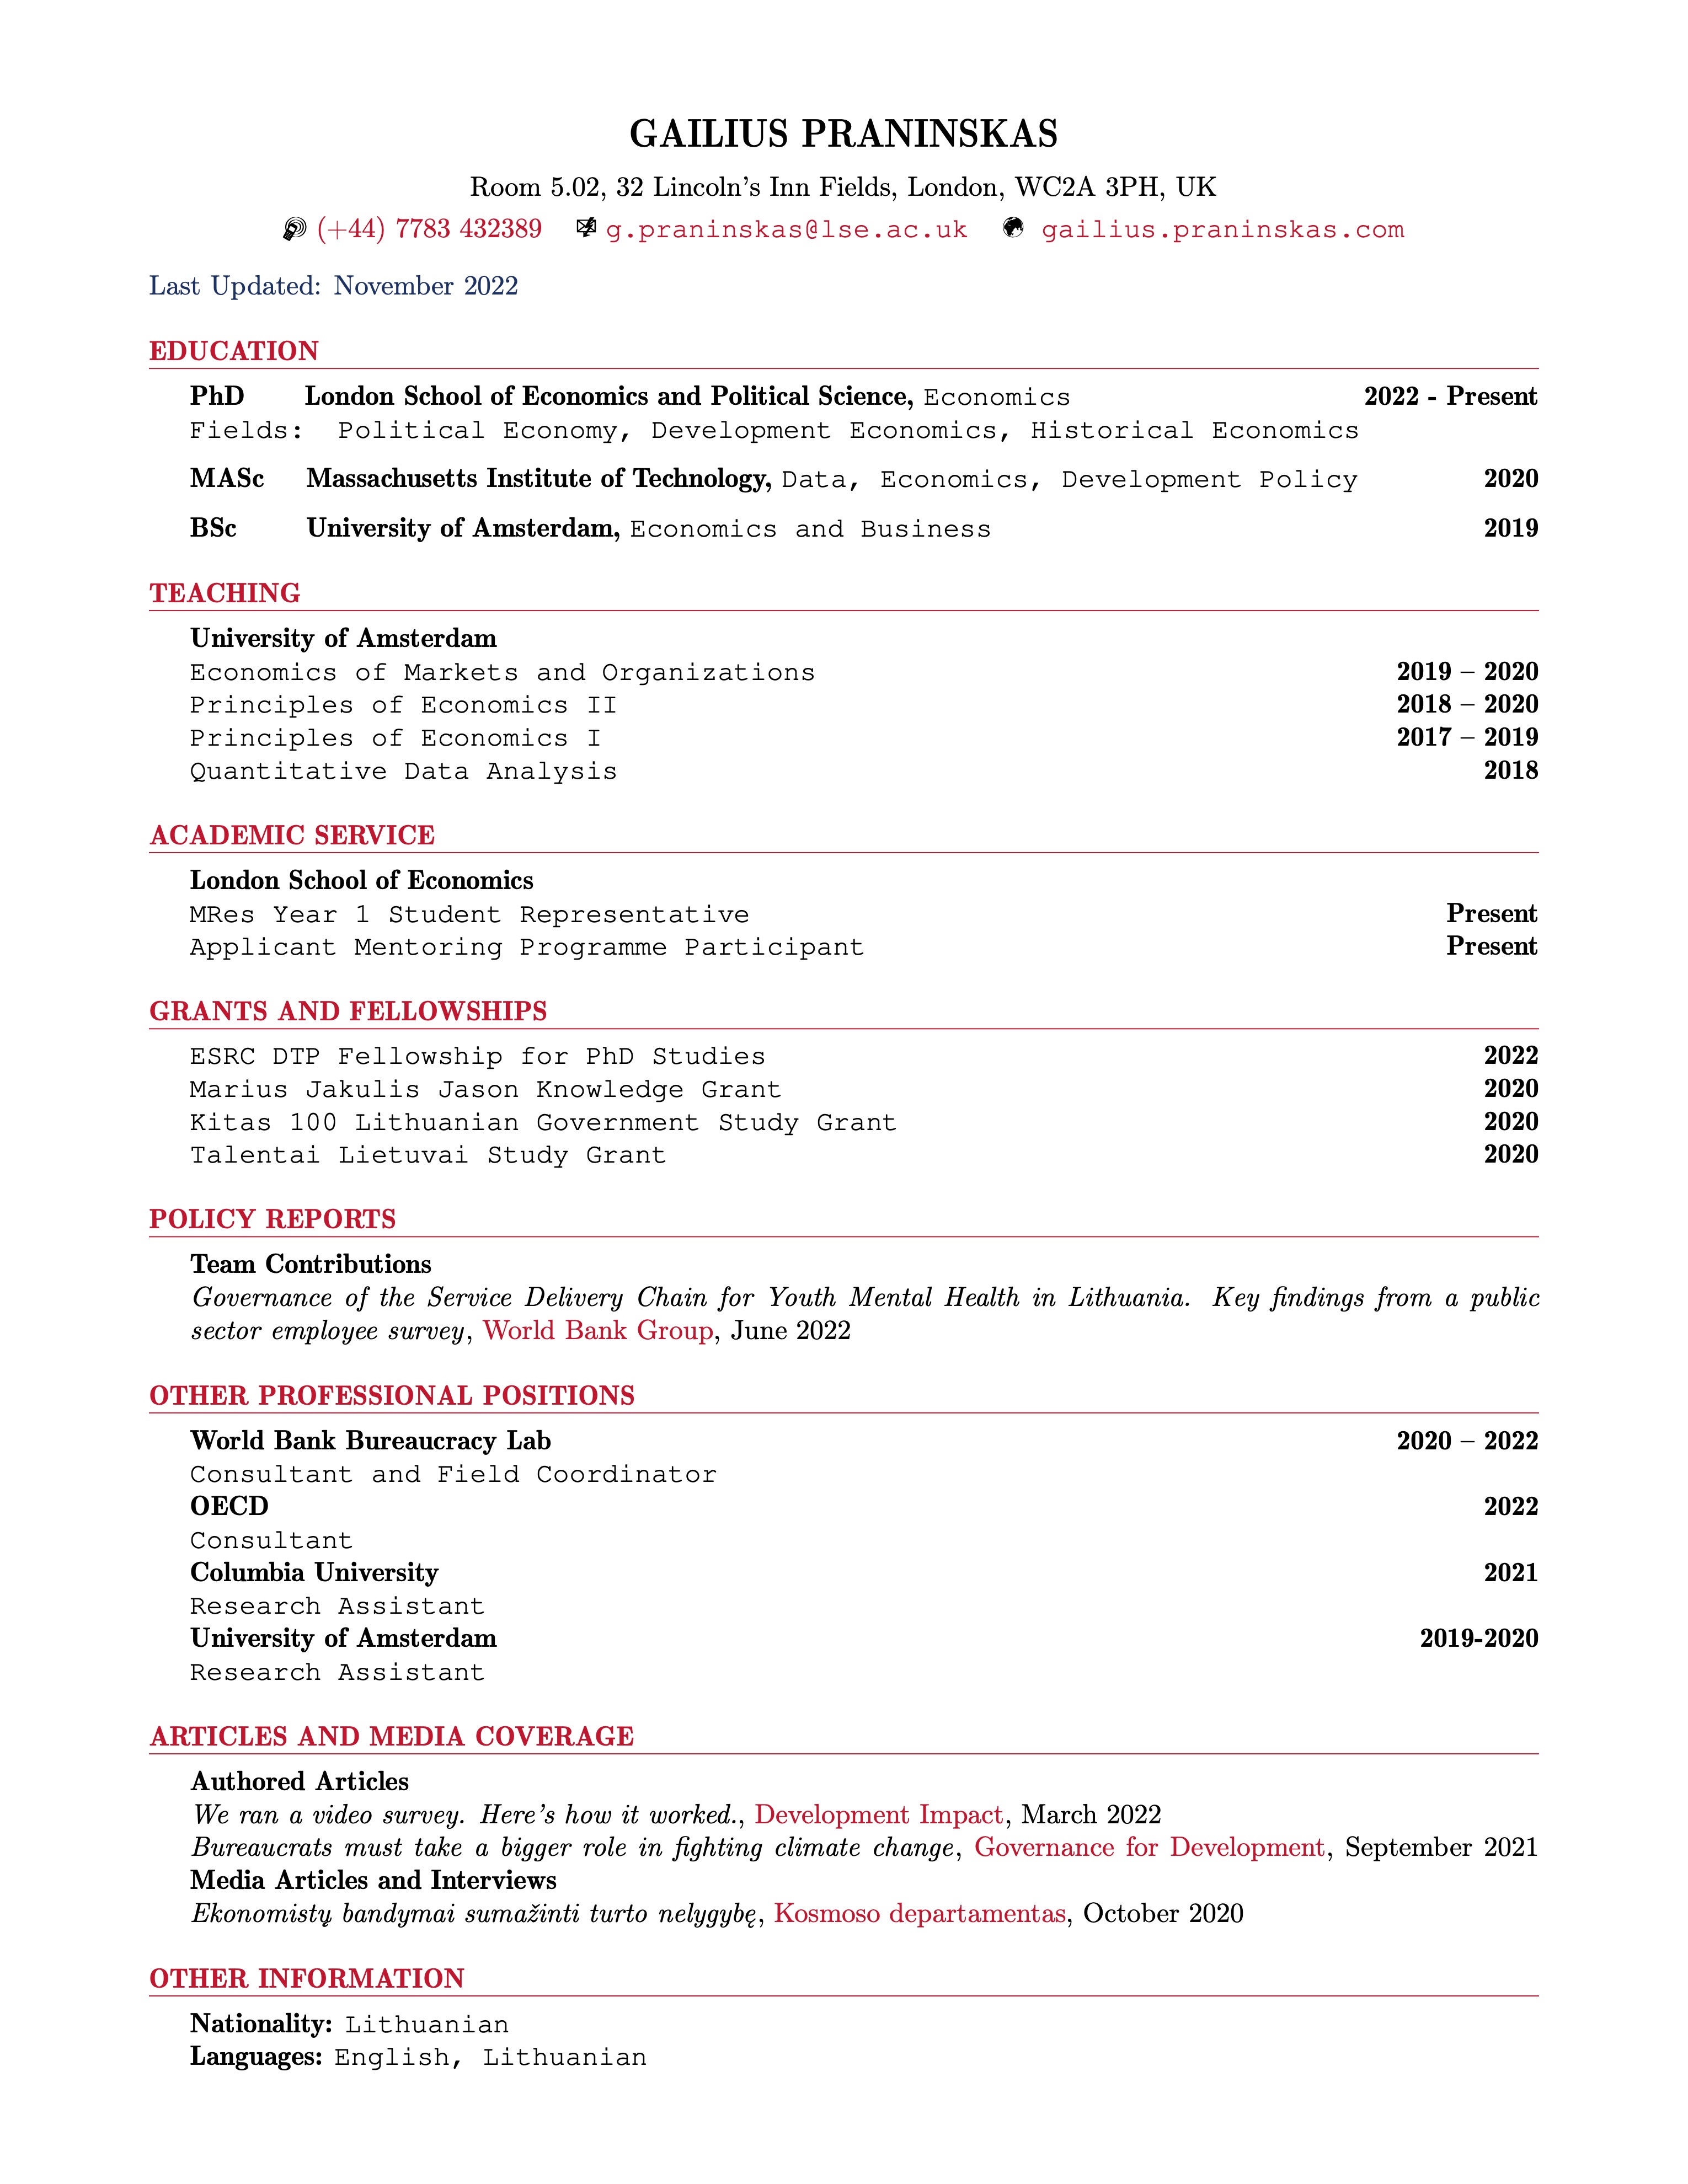 GAILIUS PRANINSKAS
Room 5.02, 32 Lincoln's Inn Fields, London, WC2A 3PH, UK
(+44) 7783 432389 g.praninskas@lse.ac.uk gailius.praninskas.com
Last Updated: November 2022
EDUCATION
PhD London School of Economics and Political Science, Economics 2022 - Present
Fields: Political Economy, Development Economics, Historical Economics
MASc Massachusetts Institute of Technology, Data, Economics, Development Policy 2020
BSc University of Amsterdam, Economics and Business 2019
TEACHING
University of Amsterdam
Economics of Markets and Organizations 2019 – 2020
Principles of Economics II 2018 – 2020
Principles of Economics I 2017 – 2019
Quantitative Data Analysis 2018
ACADEMIC SERVICE
London School of Economics
MRes Year 1 Student Representative Present
Applicant Mentoring Programme Participant Present
GRANTS AND FELLOWSHIPS
ESRC DTP Fellowship for PhD Studies 2022
Marius Jakulis Jason Knowledge Grant 2020
Kitas 100 Lithuanian Government Study Grant 2020
Talentai Lietuvai Study Grant 2020
POLICY REPORTS
Team Contributions
Governance of the Service Delivery Chain for Youth Mental Health in Lithuania. Key findings from a public
sector employee survey, World Bank Group, June 2022
OTHER PROFESSIONAL POSITIONS
World Bank Bureaucracy Lab 2020 – 2022
Consultant and Field Coordinator
OECD 2022
Consultant
Columbia University 2021
Research Assistant
University of Amsterdam 2019-2020
Research Assistant
ARTICLES AND MEDIA COVERAGE
Authored Articles
We ran a video survey. Here's how it worked., Development Impact, March 2022
Bureaucrats must take a bigger role in fighting climate change, Governance for Development, September 2021
Media Articles and Interviews
Ekonomistų bandymai sumažinti turto nelygybę, Kosmoso departamentas, October 2020
OTHER INFORMATION
Nationality: Lithuanian
Languages: English, Lithuanian